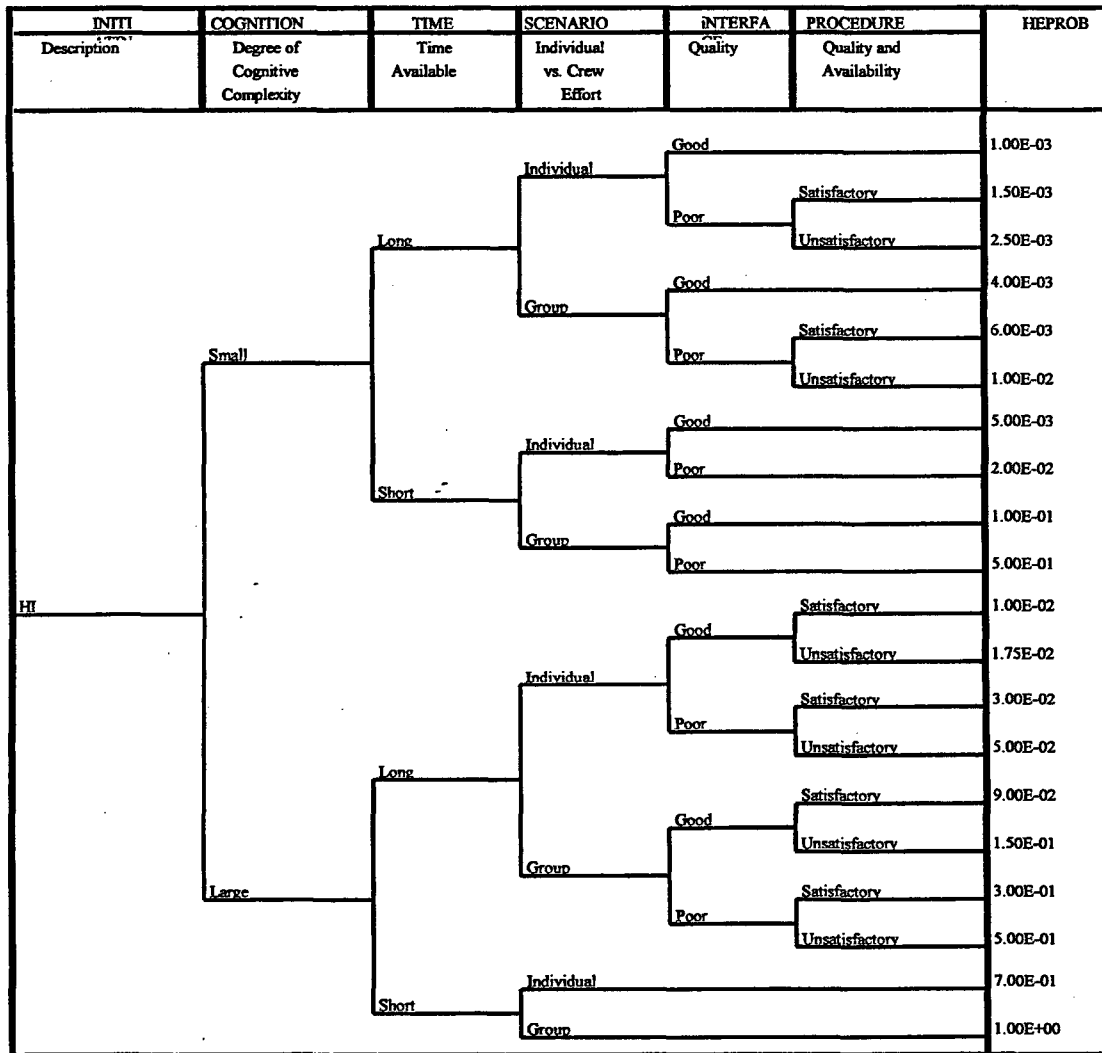 INITI COGNITION TIME SCENARIO iNTERFA PROCEDURE HEPROB
Description Degree of Time Individual Quality Quality and
Cognitive Available vs. Crew Availability
Complexity Effort
Good 1.00E-03
Individual
Satisfactory 1.50E-03
Poor
Long Unsatisfactory 2.50E-03
Good 4.00E-03
Group
Satisfactory 6.00E-03
Small Poor
Unsatisfactory 1.00E-02
Good 5.00E-03
Individual
Poor 2.00E-02
Short
Good 1.00E-01
Group
Poor 5.00E-01
HI Satisfactory 1.00E-02
Good
Unsatisfactory 1.75E-02
Individual
Satisfactory 3.00E-02
Poor
Unsatisfactory 5.00E-02
Long
Satisfactory 9.00E-02
Good
Unsatisfactory 1.50E-01
Group
Large Satisfactory 3.00E-01
Poor
Unsatisfactory 5.00E-01
Individual 7.00E-01
Short
Group 1.00E+00